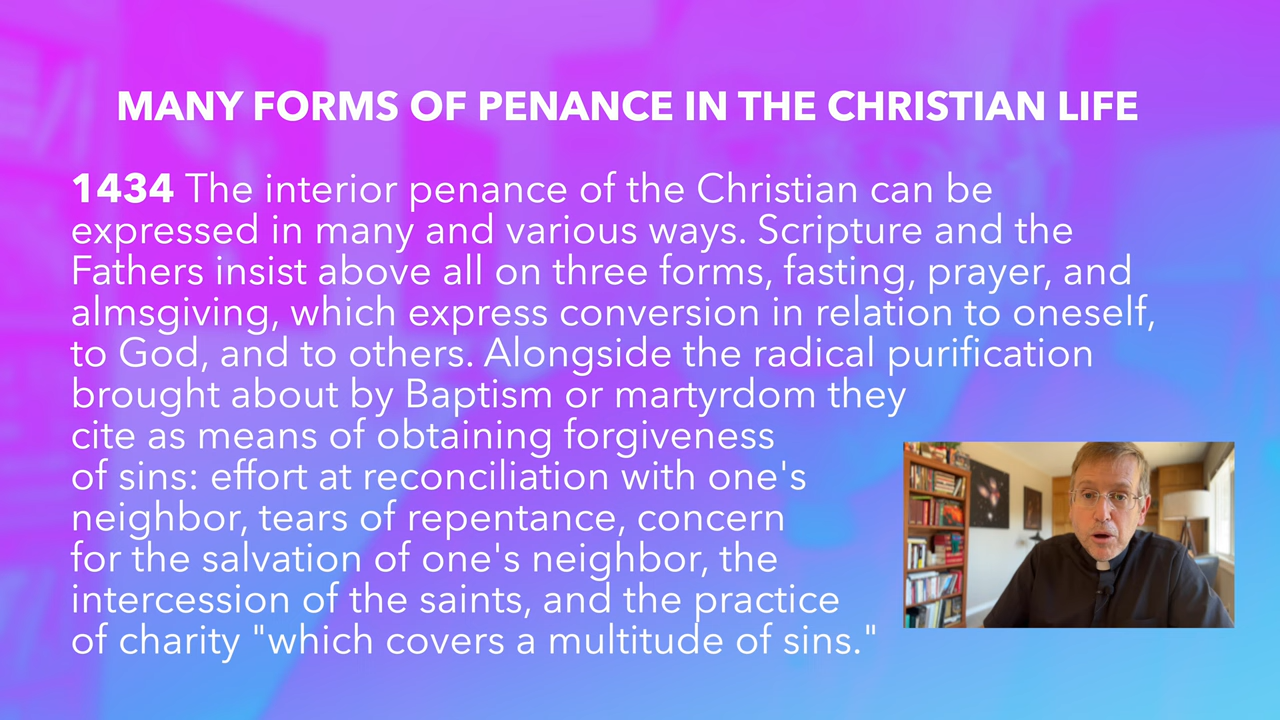 MANY FORMS OF PENANCE IN THE CHRISTIAN LIFE
1434 The interior penance of the Christian can be
expressed in many and various ways. Scripture and the
Fathers insist above all on three forms, fasting, prayer, and
almsgiving, which express conversion in relation to oneself,
to God, and to others. Alongside the radical purification
brought about by Baptism or martyrdom they
cite as means of obtaining forgiveness
of sins: effort at reconciliation with one's
neighbor, tears of repentance, concern
for the salvation of one's neighbor, the
intercession of the saints, and the practice
of charity "which covers a multitude of sins."